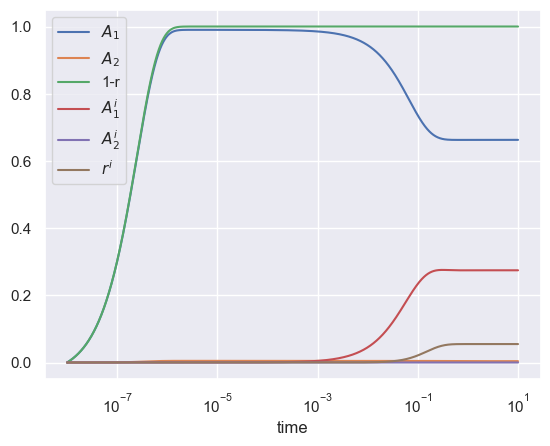 1.0
0.8
0.6
0.4
0.2
0.0
A₁
A₂
1-r
A₁ⁱ
A₂ⁱ
rⁱ
10⁻⁷ 10⁻⁵ 10⁻³ 10⁻¹ 10¹
time